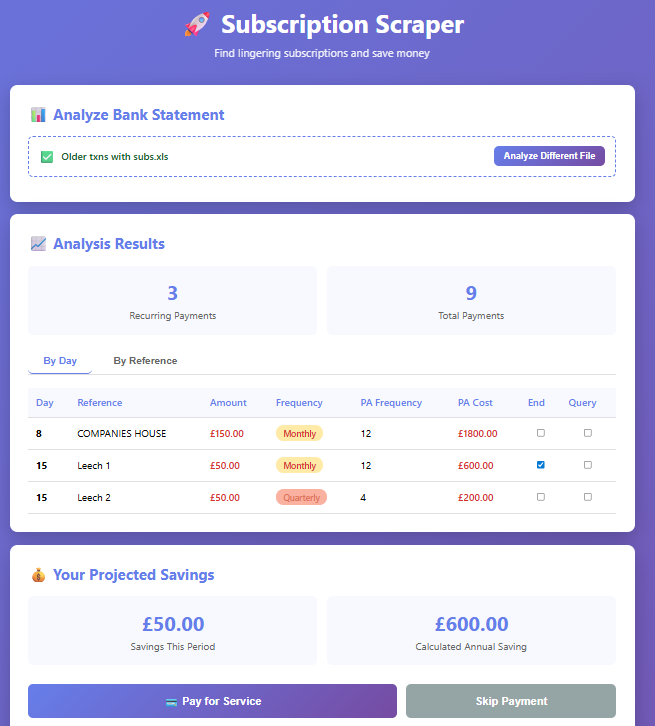 🚀 Subscription Scraper
Find lingering subscriptions and save money
📊 Analyze Bank Statement
✅ Older txns with subs.xls Analyze Different File
📈 Analysis Results
3 9
Recurring Payments Total Payments
By Day By Reference
Day Reference Amount Frequency PA Frequency PA Cost End Query
8 COMPANIES HOUSE £150.00 Monthly 12 £1800.00
15 Leech 1 £50.00 Monthly 12 £600.00
15 Leech 2 £50.00 Quarterly 4 £200.00
💰 Your Projected Savings
£50.00 £600.00
Savings This Period Calculated Annual Saving
💳 Pay for Service Skip Payment